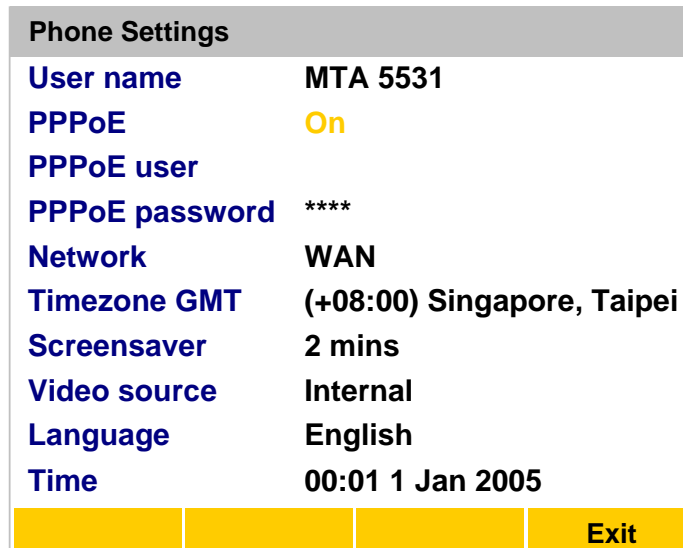 Phone Settings
User name MTA 5531
PPPoE On
PPPoE user
PPPoE password ****
Network WAN
Timezone GMT (+08:00) Singapore, Taipei
Screensaver 2 mins
Video source Internal
Language English
Time 00:01 1 Jan 2005
Exit